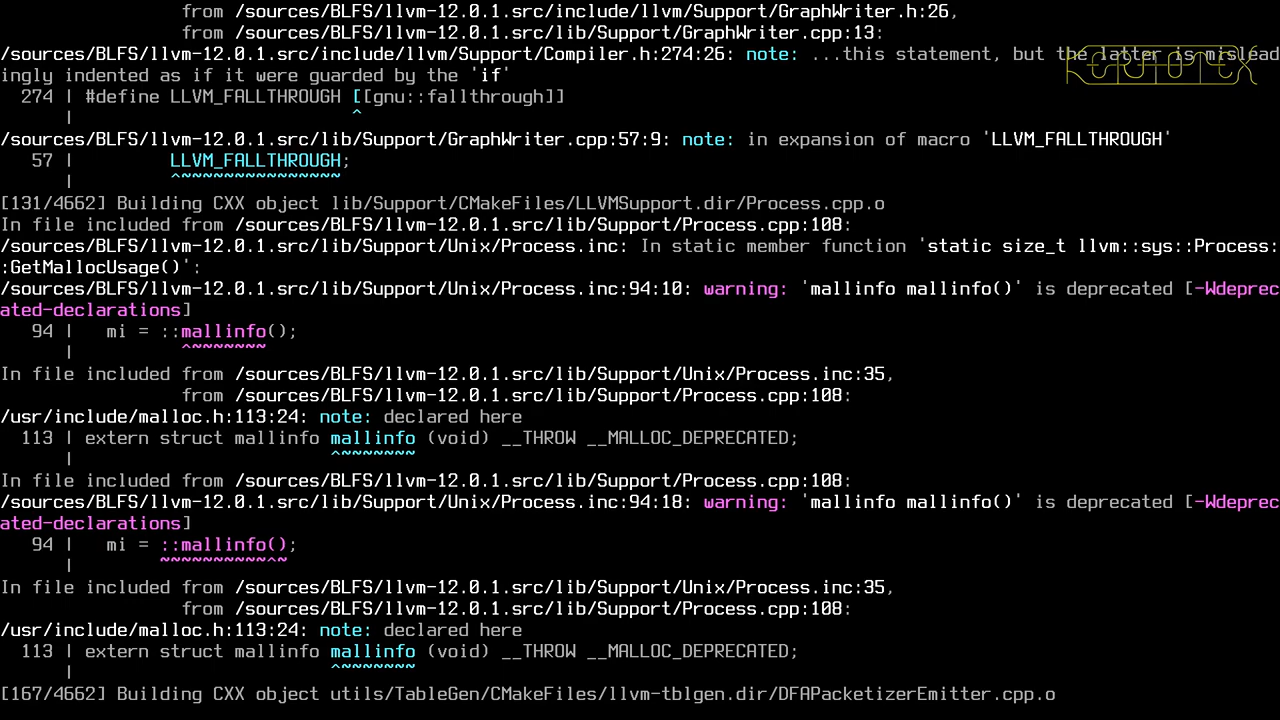 from /sources/BLFS/llvm-12.0.1.src/include/llvm/Support/GraphWriter.h:26,
from /sources/BLFS/llvm-12.0.1.src/lib/Support/GraphWriter.cpp:13:
/sources/BLFS/llvm-12.0.1.src/include/llvm/Support/Compiler.h:274:26: note: ...this statement, but the latter is mislead
ingly indented as if it were guarded by the 'if'
274 | #define LLVM_FALLTHROUGH [[gnu::fallthrough]]
| ^
/sources/BLFS/llvm-12.0.1.src/lib/Support/GraphWriter.cpp:57:9: note: in expansion of macro 'LLVM_FALLTHROUGH'
57 | LLVM_FALLTHROUGH;
| ^~~~~~~~~~~~~~~~
[131/4662] Building CXX object lib/Support/CMakeFiles/LLVMSupport.dir/Process.cpp.o
In file included from /sources/BLFS/llvm-12.0.1.src/lib/Support/Process.cpp:108:
/sources/BLFS/llvm-12.0.1.src/lib/Support/Unix/Process.inc: In static member function 'static size_t llvm::sys::Process:
:GetMallocUsage()':
/sources/BLFS/llvm-12.0.1.src/lib/Support/Unix/Process.inc:94:10: warning: 'mallinfo mallinfo()' is deprecated [-Wdeprec
ated-declarations]
94 | mi = ::mallinfo();
| ^~~~~~~~
In file included from /sources/BLFS/llvm-12.0.1.src/lib/Support/Unix/Process.inc:35,
from /sources/BLFS/llvm-12.0.1.src/lib/Support/Process.cpp:108:
/usr/include/malloc.h:113:24: note: declared here
113 | extern struct mallinfo mallinfo (void) __THROW __MALLOC_DEPRECATED;
| ^~~~~~~~
In file included from /sources/BLFS/llvm-12.0.1.src/lib/Support/Process.cpp:108:
/sources/BLFS/llvm-12.0.1.src/lib/Support/Unix/Process.inc:94:18: warning: 'mallinfo mallinfo()' is deprecated [-Wdeprec
ated-declarations]
94 | mi = ::mallinfo();
| ~~~~~~~~~~^~
In file included from /sources/BLFS/llvm-12.0.1.src/lib/Support/Unix/Process.inc:35,
from /sources/BLFS/llvm-12.0.1.src/lib/Support/Process.cpp:108:
/usr/include/malloc.h:113:24: note: declared here
113 | extern struct mallinfo mallinfo (void) __THROW __MALLOC_DEPRECATED;
| ^~~~~~~~
[167/4662] Building CXX object utils/TableGen/CMakeFiles/llvm-tblgen.dir/DFAPacketizerEmitter.cpp.o